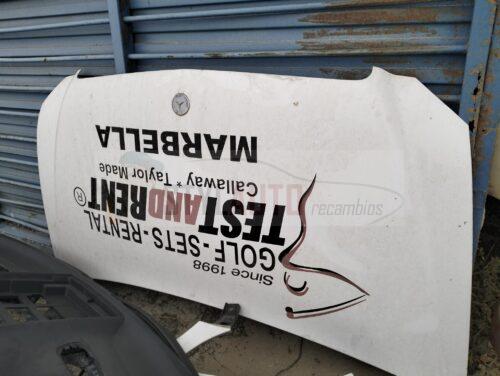 Since 1998
GOLF - SETS - RENTAL
TESTANDRENT®
Callaway * Taylor Made
MARBELLA
recambios